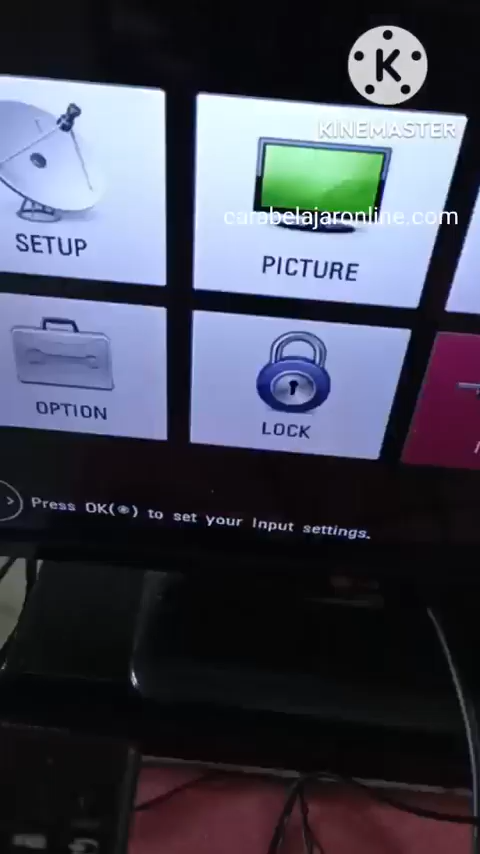 K
KINEMASTER
carabelajaronline.com
SETUP
PICTURE
OPTION
LOCK
Press OK(◉) to set your Input settings.